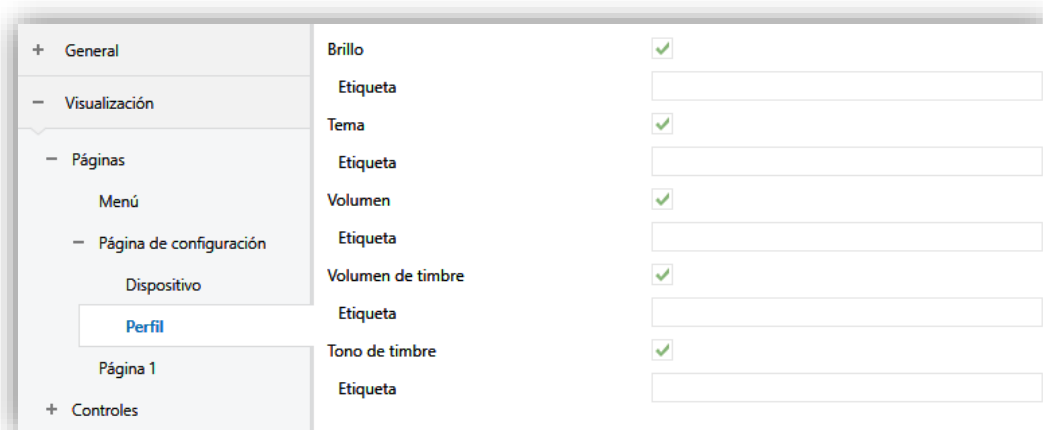 General
Visualización
Páginas
Menú
Página de configuración
Dispositivo
Perfil
Página 1
Controles
Brillo
Etiqueta
Tema
Etiqueta
Volumen
Etiqueta
Volumen de timbre
Etiqueta
Tono de timbre
Etiqueta